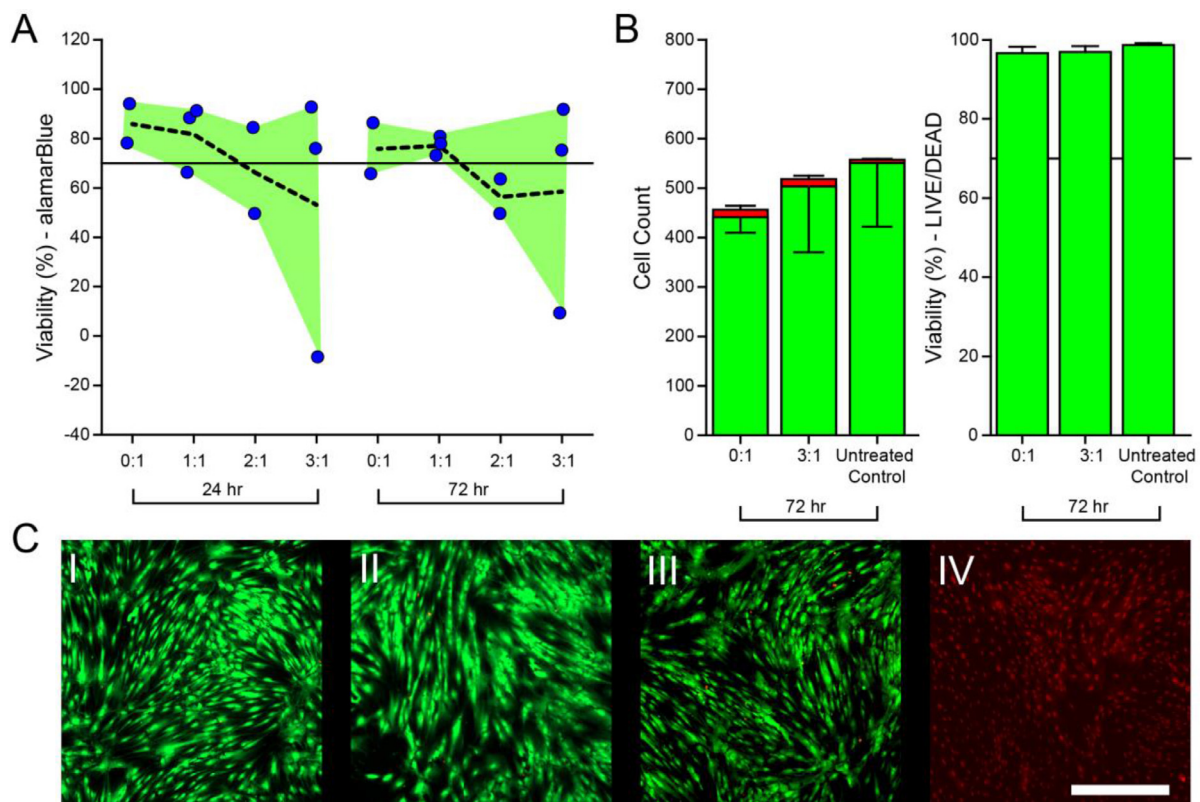 A
Viability (%) - alamarBlue
120
100
80
60
40
20
0
-20
-40
0:1 1:1 2:1 3:1 0:1 1:1 2:1 3:1
24 hr 72 hr
B
Cell Count
800
700
600
500
400
300
200
100
0
0:1 3:1 Untreated
Control
72 hr
Viability (%) - LIVE/DEAD
100
80
60
40
20
0
0:1 3:1 Untreated
Control
72 hr
C
I II III IV